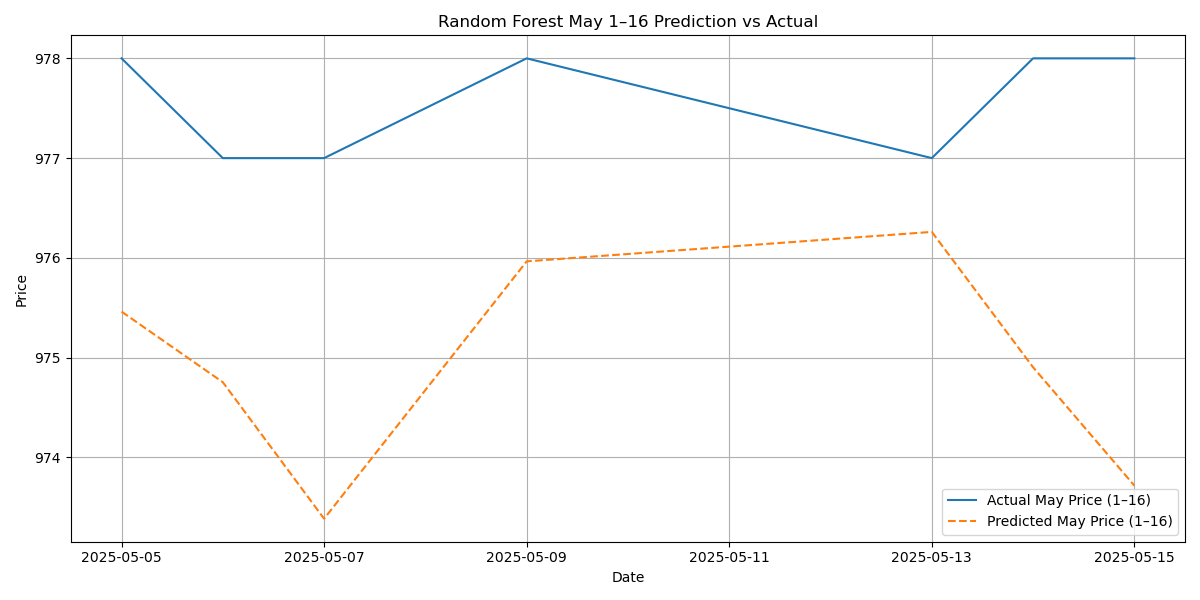 Random Forest May 1–16 Prediction vs Actual
978
977
976
975
974
Price
2025-05-05
2025-05-07
2025-05-09
2025-05-11
2025-05-13
2025-05-15
Date
Actual May Price (1–16)
Predicted May Price (1–16)